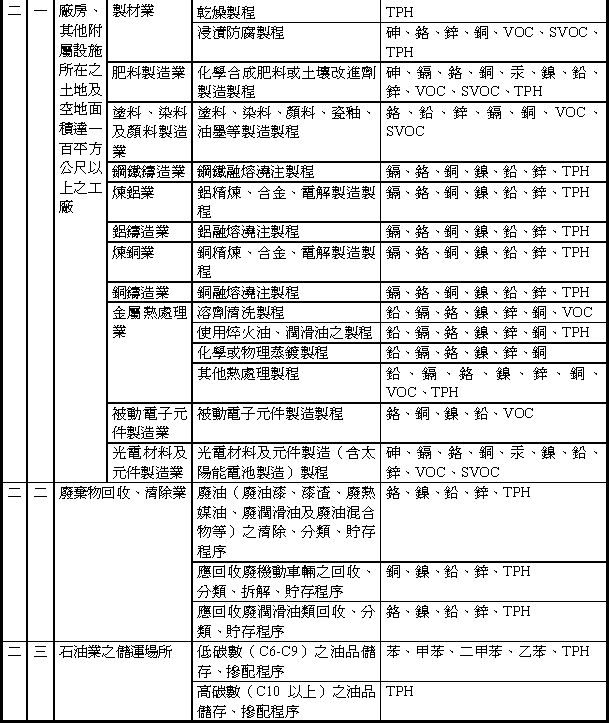 二 一 廠房、其他附屬設施所在之土地及空地面積達一百平方公尺以上之工廠 製材業 乾燥製程 TPH
浸漬防腐製程 砷、鉻、鋅、銅、VOC、SVOC、
TPH
肥料製造業 化學合成肥料或土壤改進劑 砷、鎘、鉻、銅、汞、鎳、鉛、
製造製程 鋅、VOC、SVOC、TPH
塗料、染料 塗料、染料、顏料、瓷釉、 鉻、鉛、鋅、鎘、銅、VOC、
及顏料製造 油墨等製造製程 SVOC
業
鋼鐵鑄造業 鋼鐵融熔澆注製程 鎘、鉻、銅、鎳、鉛、鋅、TPH
煉鋁業 鋁精煉、合金、電解製造製 鎘、鉻、銅、鎳、鉛、鋅、TPH
程
鋁鑄造業 鋁融熔澆注製程 鎘、鉻、銅、鎳、鉛、鋅、TPH
煉銅業 銅精煉、合金、電解製造製 鎘、鉻、銅、鎳、鉛、鋅、TPH
程
銅鑄造業 銅融熔澆注製程 鎘、鉻、銅、鎳、鉛、鋅、TPH
金屬熱處理 溶劑清洗製程 鉛、鎘、鉻、鎳、鋅、銅、VOC
業 使用焠火油、潤滑油之製程 鉛、鎘、鉻、鎳、鋅、銅、TPH
化學或物理蒸鍍製程 鉛、鎘、鉻、鎳、鋅、銅
其他熱處理製程 鉛、鎘、鉻、鎳、鋅、銅、
VOC、TPH
被動電子元 被動電子元件製造製程 鉻、銅、鎳、鉛、VOC
件製造業
光電材料及 光電材料及元件製造（含太 砷、鎘、鉻、銅、汞、鎳、鉛、
元件製造業 陽能電池製造）製程 鋅、VOC、SVOC
二 二 廢棄物回收、清除業 廢油（廢油漆、漆渣、廢熱 鉻、鎳、鉛、鋅、TPH
媒油、廢潤滑油及廢油混合
物等）之清除、分類、貯存
程序
應回收廢機動車輛之回收、 銅、鎳、鉛、鋅、TPH
分類、拆解、貯存程序
應回收廢潤滑油類回收、分 鉻、鎳、鉛、鋅、TPH
類、貯存程序
二 三 石油業之儲運場所 低碳數（C6-C9）之油品儲 苯、甲苯、二甲苯、乙苯、TPH
存、摻配程序
高碳數（C10 以上）之油品 TPH
儲存、摻配程序